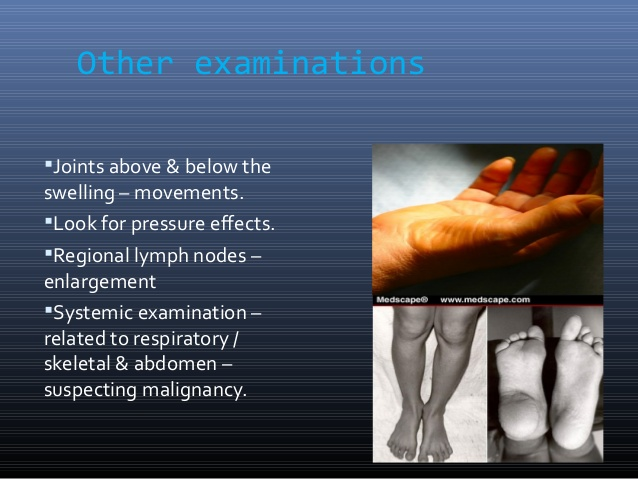 Other examinations
▪Joints above & below the
swelling – movements.
▪Look for pressure effects.
▪Regional lymph nodes –
enlargement
▪Systemic examination –
related to respiratory /
skeletal & abdomen –
suspecting malignancy.
Medscape® www.medscape.com